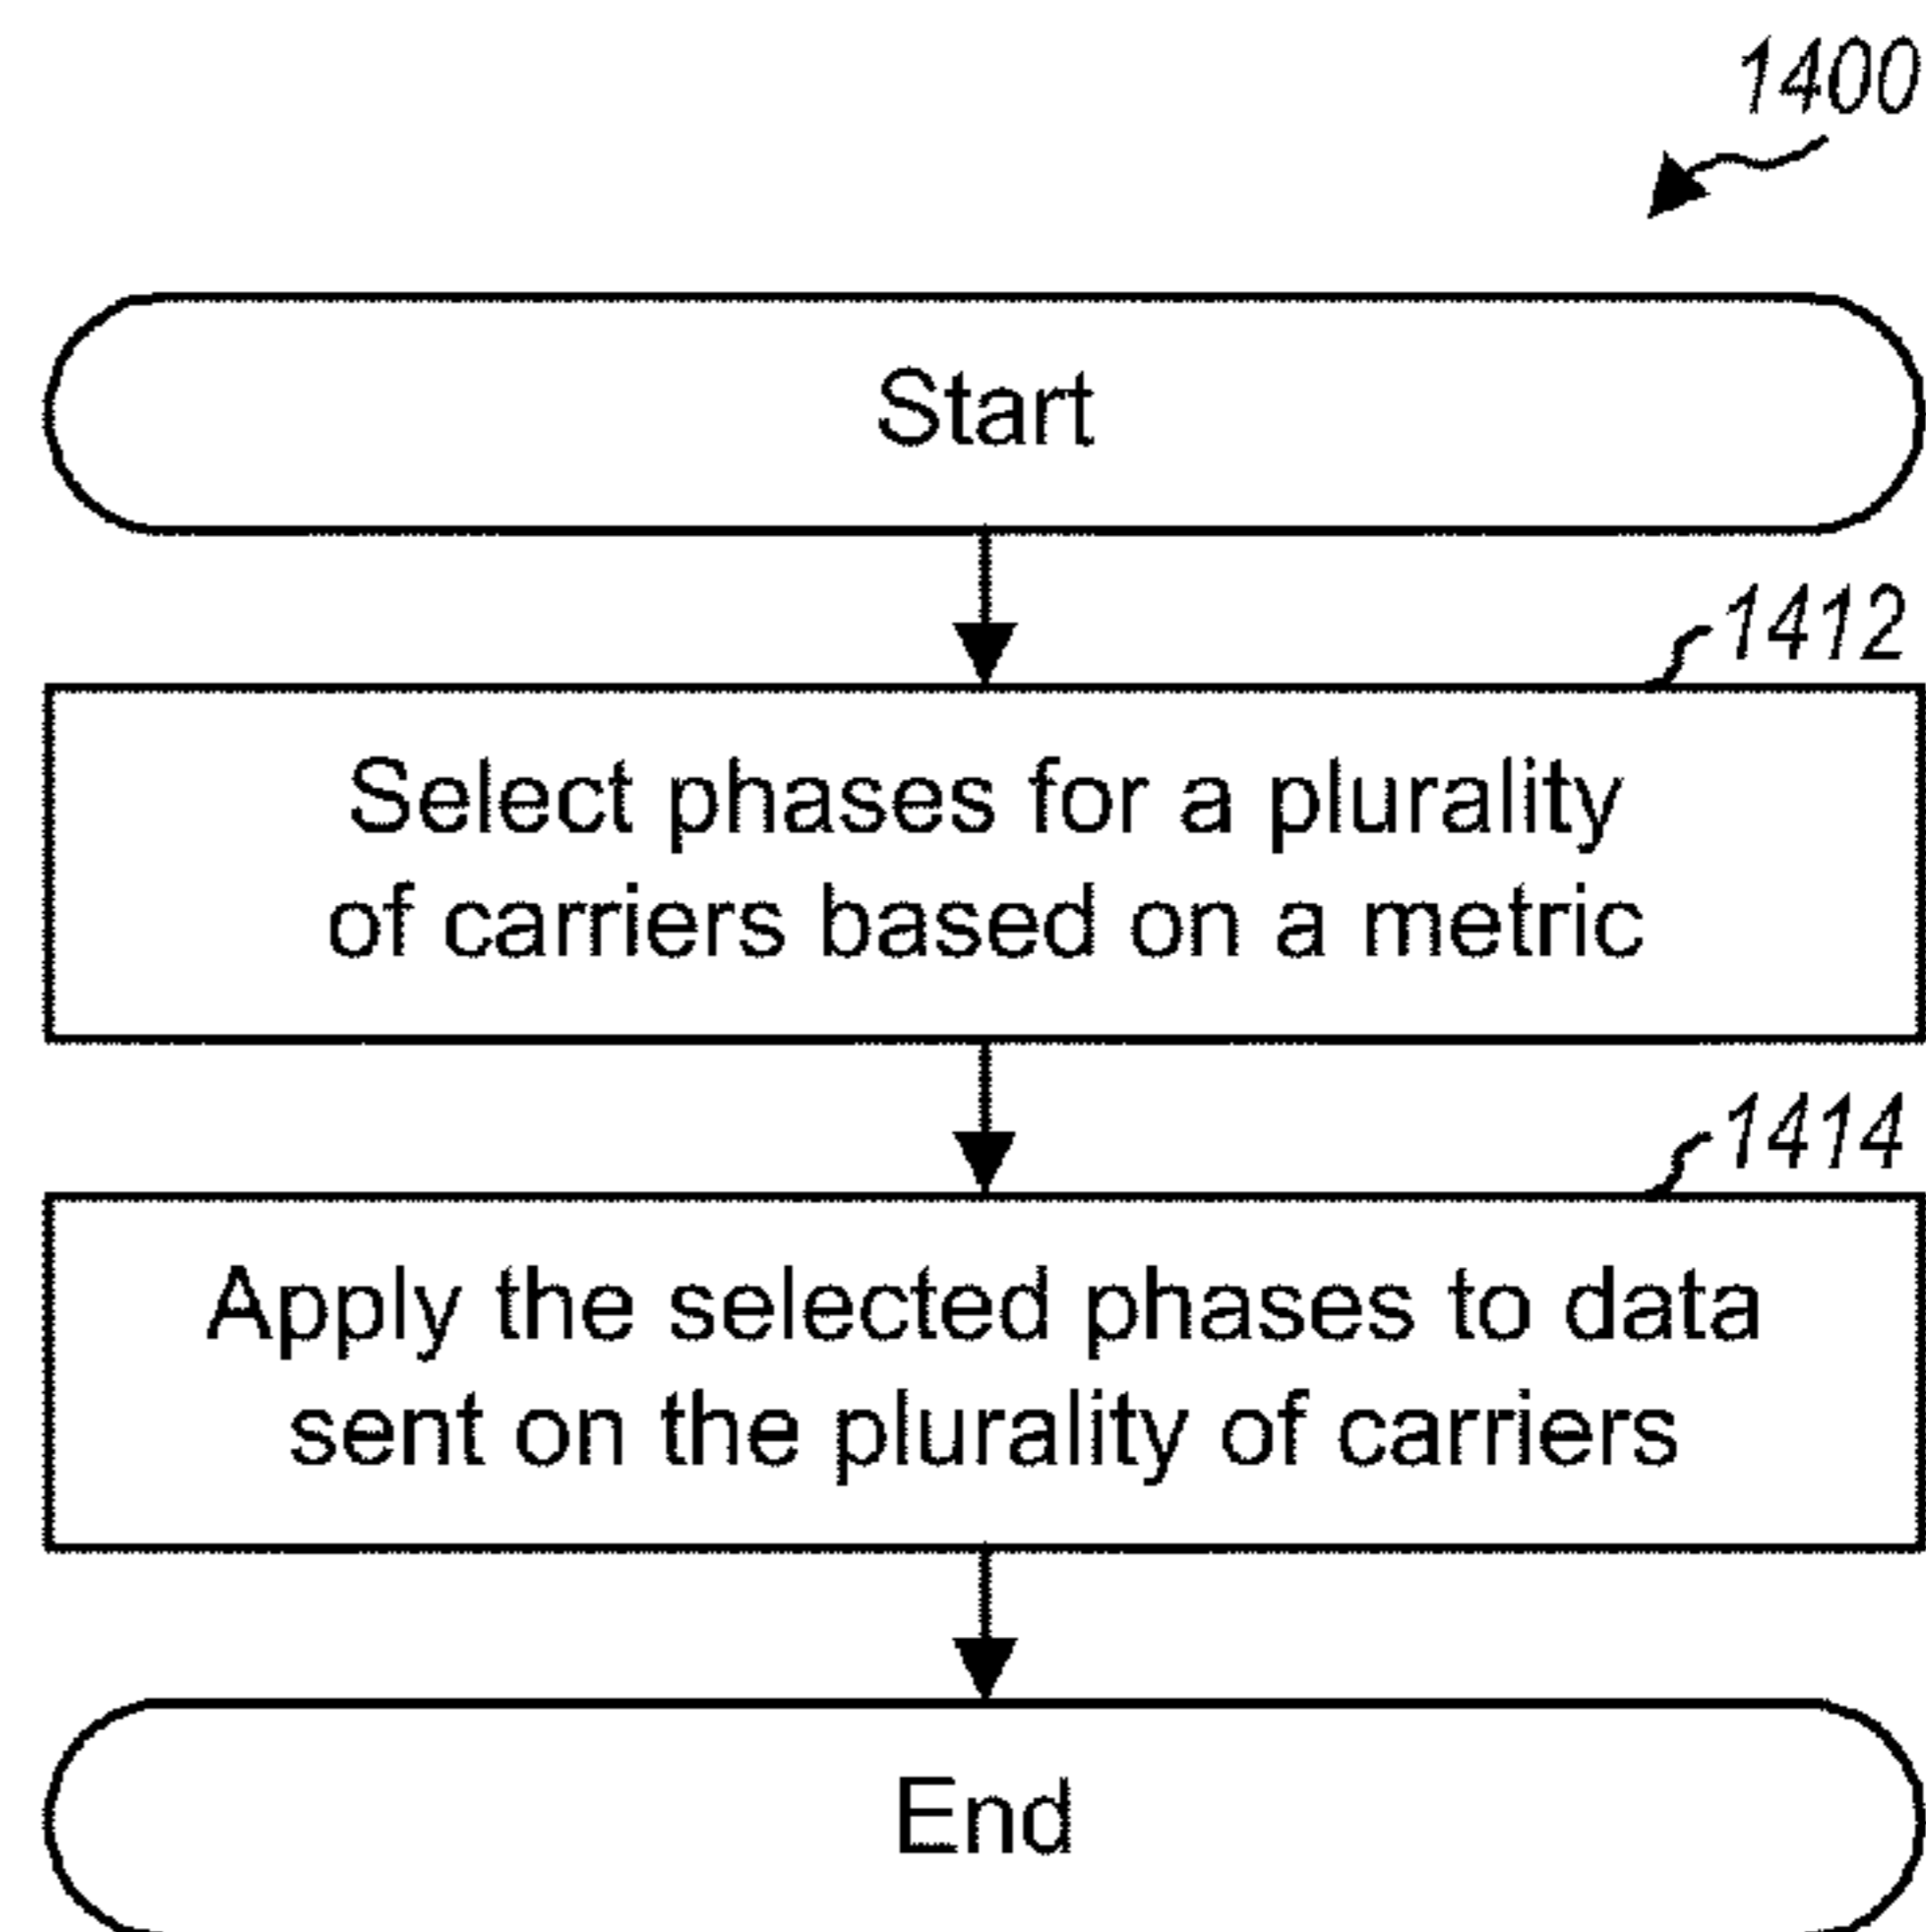 1400
Start
1412
Select phases for a plurality
of carriers based on a metric
1414
Apply the selected phases to data
sent on the plurality of carriers
End